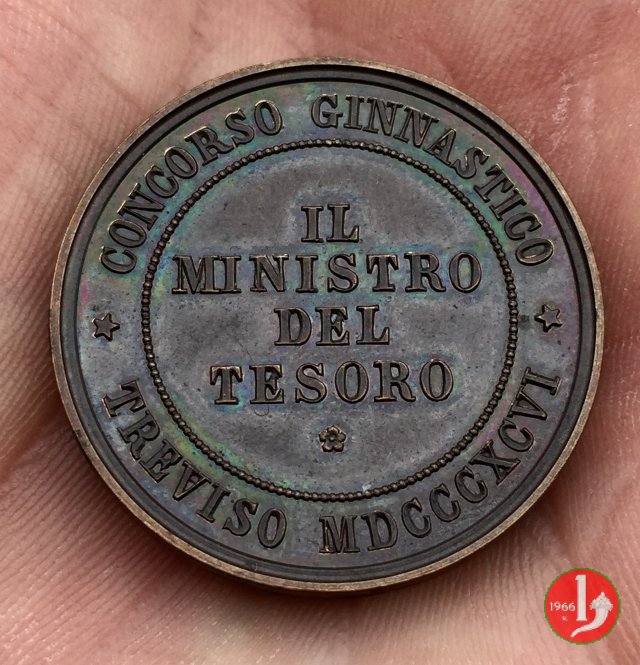 CONCORSO GINNASTICO
IL
MINISTRO
DEL
TESORO
TREVISO MDCCCXCVI
1966
R